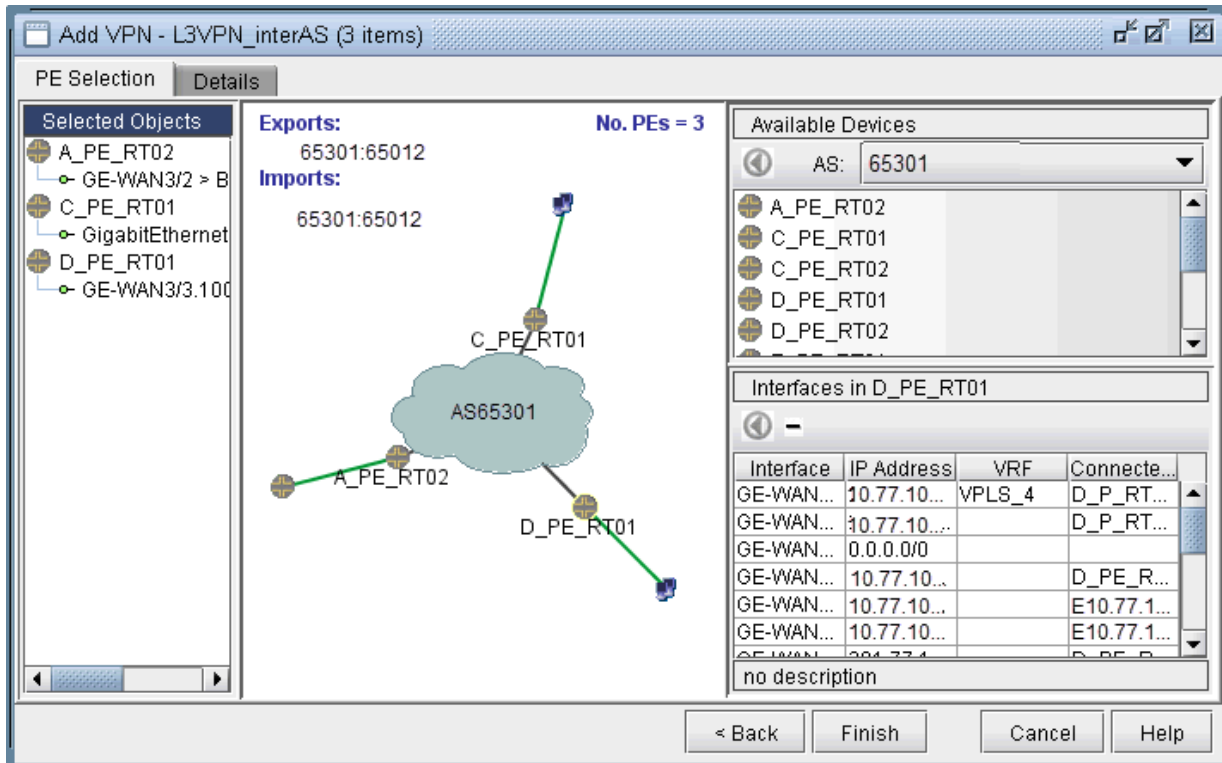 Add VPN - L3VPN_interAS (3 items)
PE Selection
Details
Selected Objects
A_PE_RT02
GE-WAN3/2 > B
C_PE_RT01
GigabitEthernet
D_PE_RT01
GE-WAN3/3.100
Exports:
No. PEs = 3
65301:65012
Imports:
65301:65012
C_PE_RT01
AS65301
A_PE_RT02
D_PE_RT01
Available Devices
AS: 65301
A_PE_RT02
C_PE_RT01
C_PE_RT02
D_PE_RT01
D_PE_RT02
Interfaces in D_PE_RT01
Interface IP Address VRF Connecte...
GE-WAN... 10.77.10... VPLS_4 D_P_RT...
GE-WAN... 10.77.10... D_P_RT...
GE-WAN... 0.0.0.0/0
GE-WAN... 10.77.10... D_PE_R...
GE-WAN... 10.77.10... E10.77.1...
GE-WAN... 10.77.10... E10.77.1...
no description
< Back
Finish
Cancel
Help